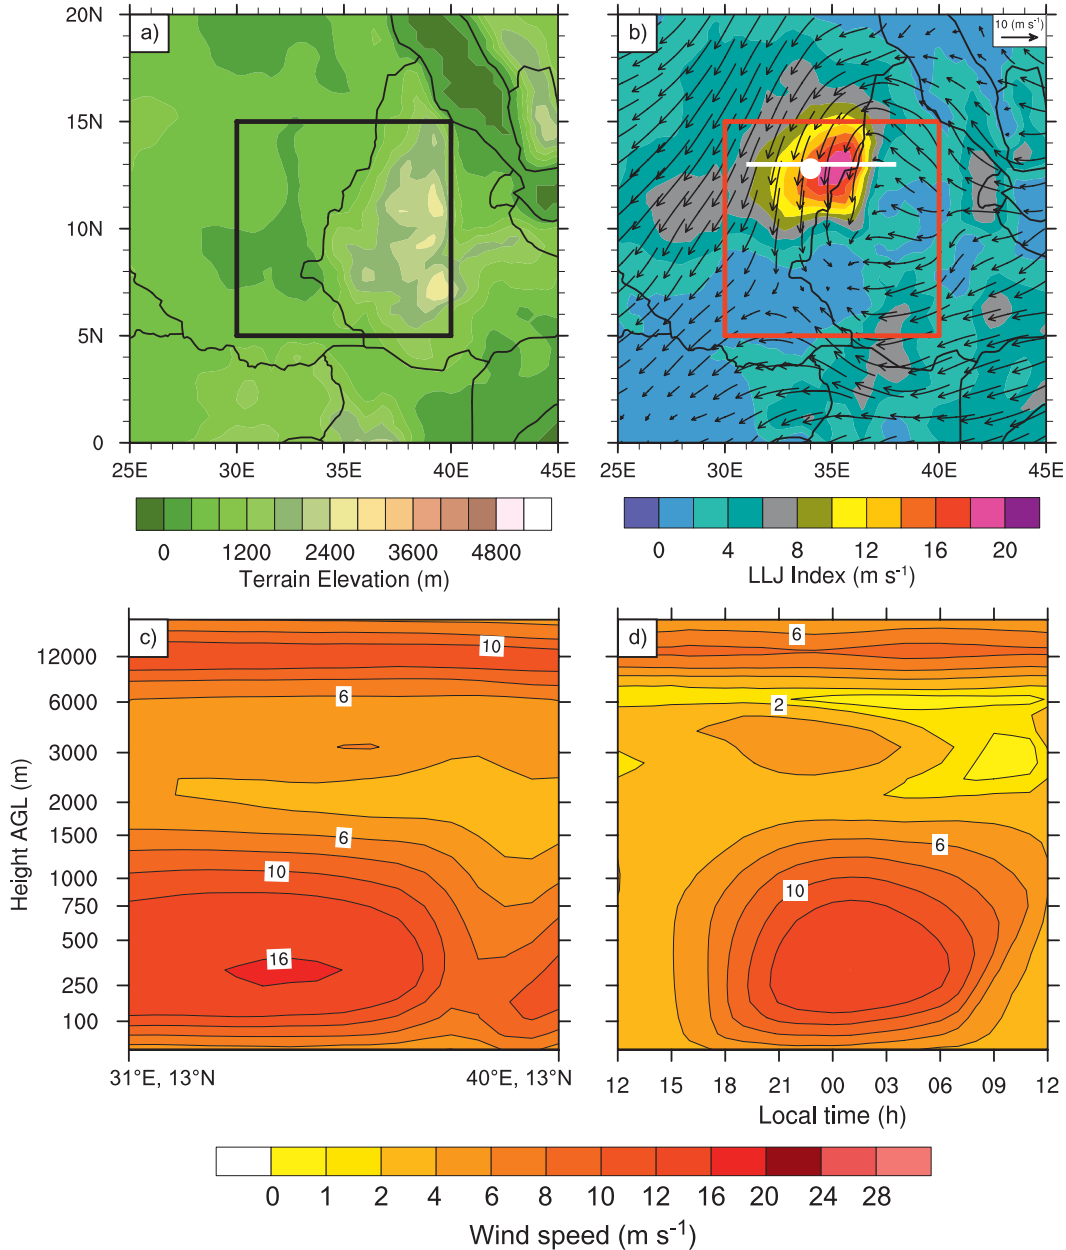 20N
15N
10N
5N
0
a)
25E 30E 35E 40E 45E
0 1200 2400 3600 4800
Terrain Elevation (m)
b)
10 (m s⁻¹)
25E 30E 35E 40E 45E
0 4 8 12 16 20
LLJ Index (m s⁻¹)
c)
Height AGL (m)
12000
6000
3000
2000
1500
1000
750
500
250
100
10
6
6
10
16
31°E, 13°N 40°E, 13°N
d)
6
2
6
10
12 15 18 21 00 03 06 09 12
Local time (h)
0 1 2 4 6 8 10 12 16 20 24 28
Wind speed (m s⁻¹)